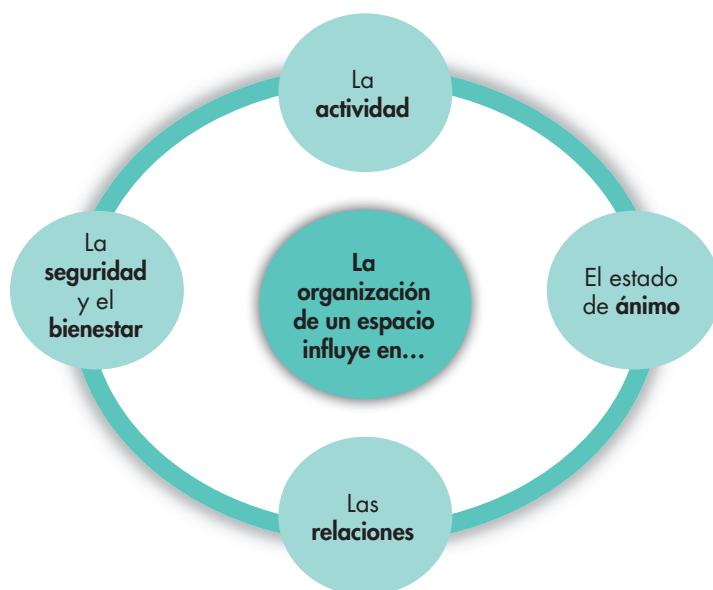 La
actividad
La
seguridad
y el
bienestar
La
organización
de un espacio
influye en...
El estado
de ánimo
Las
relaciones